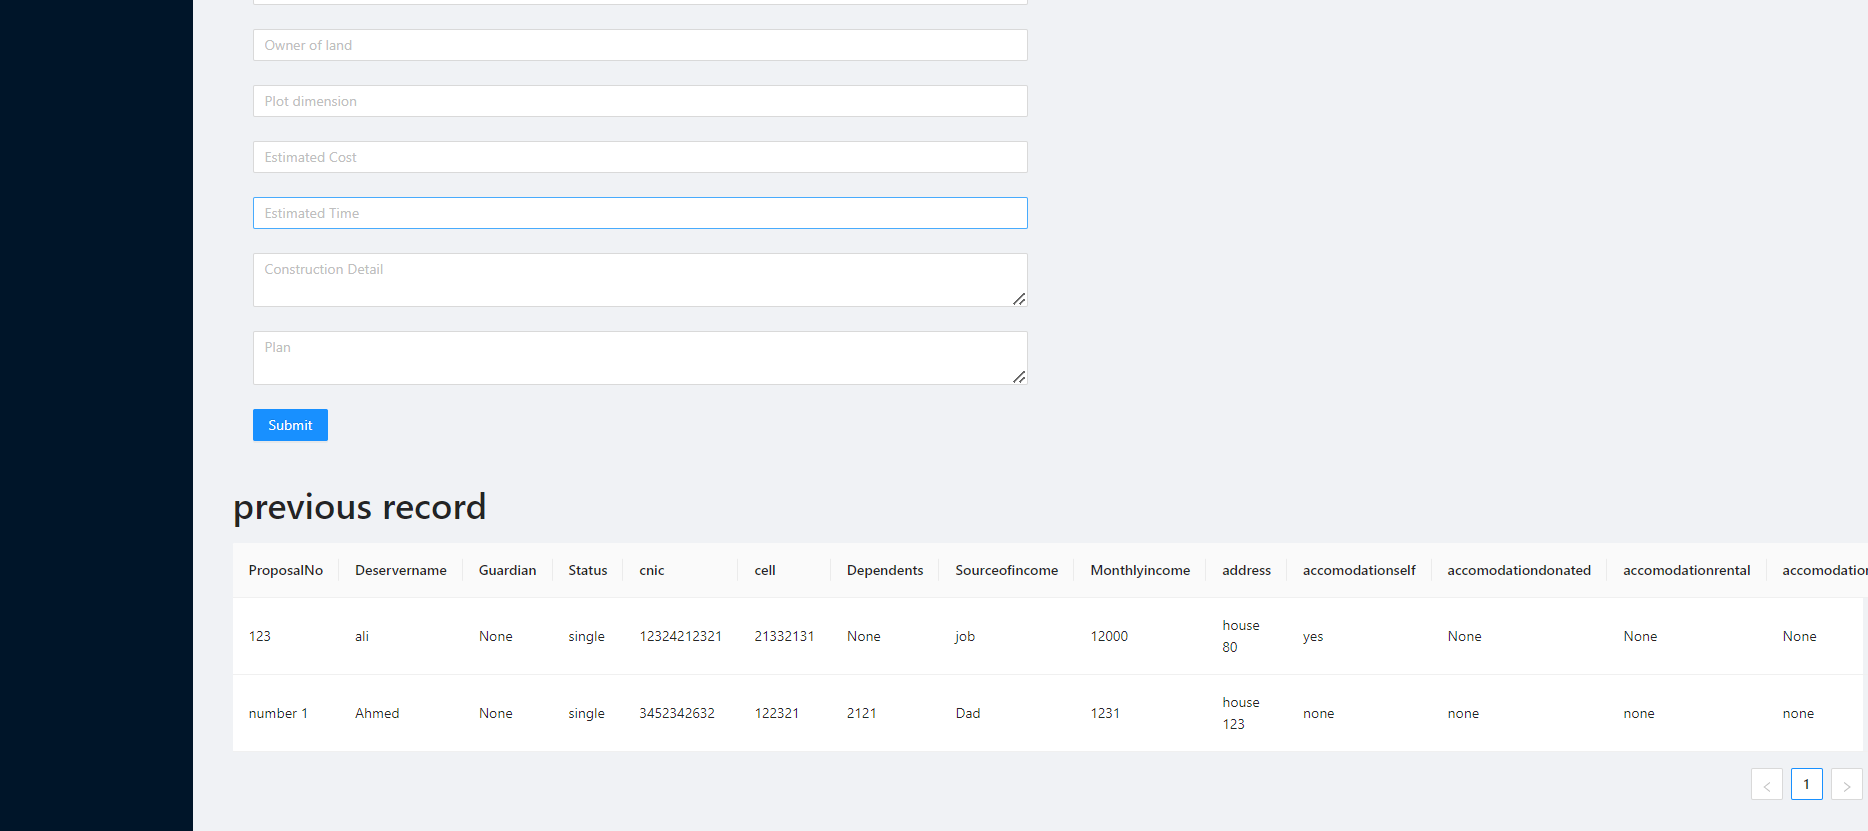 Owner of land
Plot dimension
Estimated Cost
Estimated Time
Construction Detail
Plan
Submit
previous record
ProposalNo Deservername Guardian Status cnic cell Dependents Sourceofincome Monthlyincome address accomodationself accomodationdonated accomodationrental accomodation
123 ali None single 12324212321 21332131 None job 12000 house 80 yes None None None
number 1 Ahmed None single 3452342632 122321 2121 Dad 1231 house 123 none none none none
< 1 >